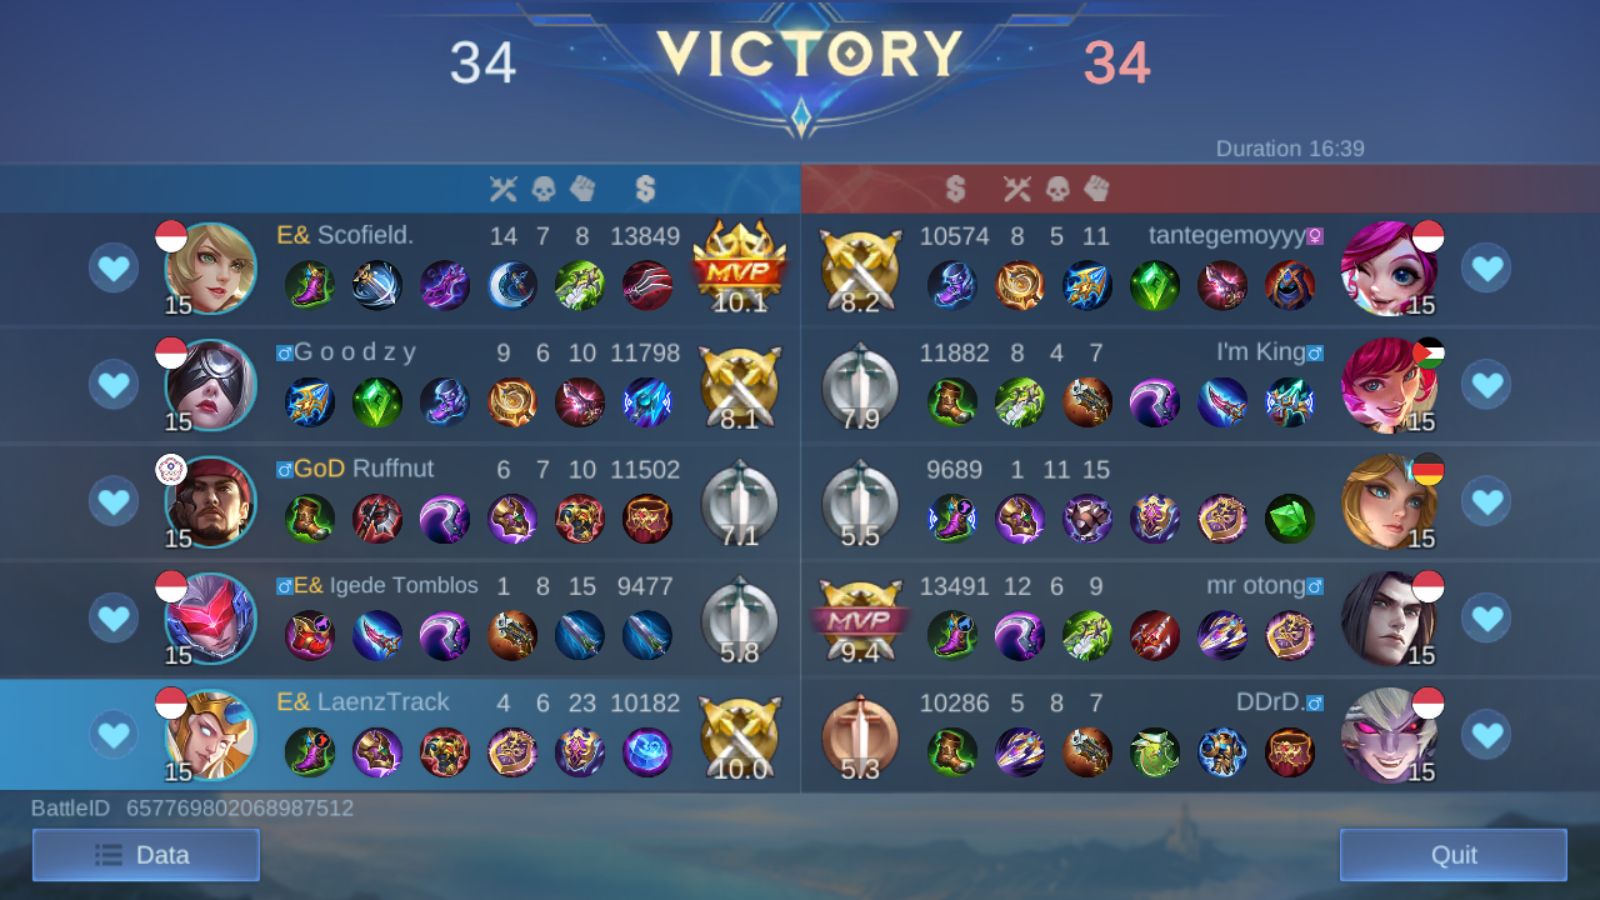 34 VICTORY 34
Duration 16:39
E& Scofield. 14 7 8 13849 MVP 10.1 15
8.2 10574 8 5 11 tantegemoyyy♀ 15
♂G o o d z y 9 6 10 11798 8.1 15
7.9 11882 8 4 7 I'm King♂ 15
♂GoD Ruffnut 6 7 10 11502 7.1 15
5.5 9689 1 11 15 15
♂E& Igede Tomblos 1 8 15 9477 5.8 15
MVP 9.4 13491 12 6 9 mr otong♂ 15
E& LaenzTrack 4 6 23 10182 10.0 15
5.3 10286 5 8 7 DDrD.♂ 15
BattleID 657769802068987512
Data
Quit